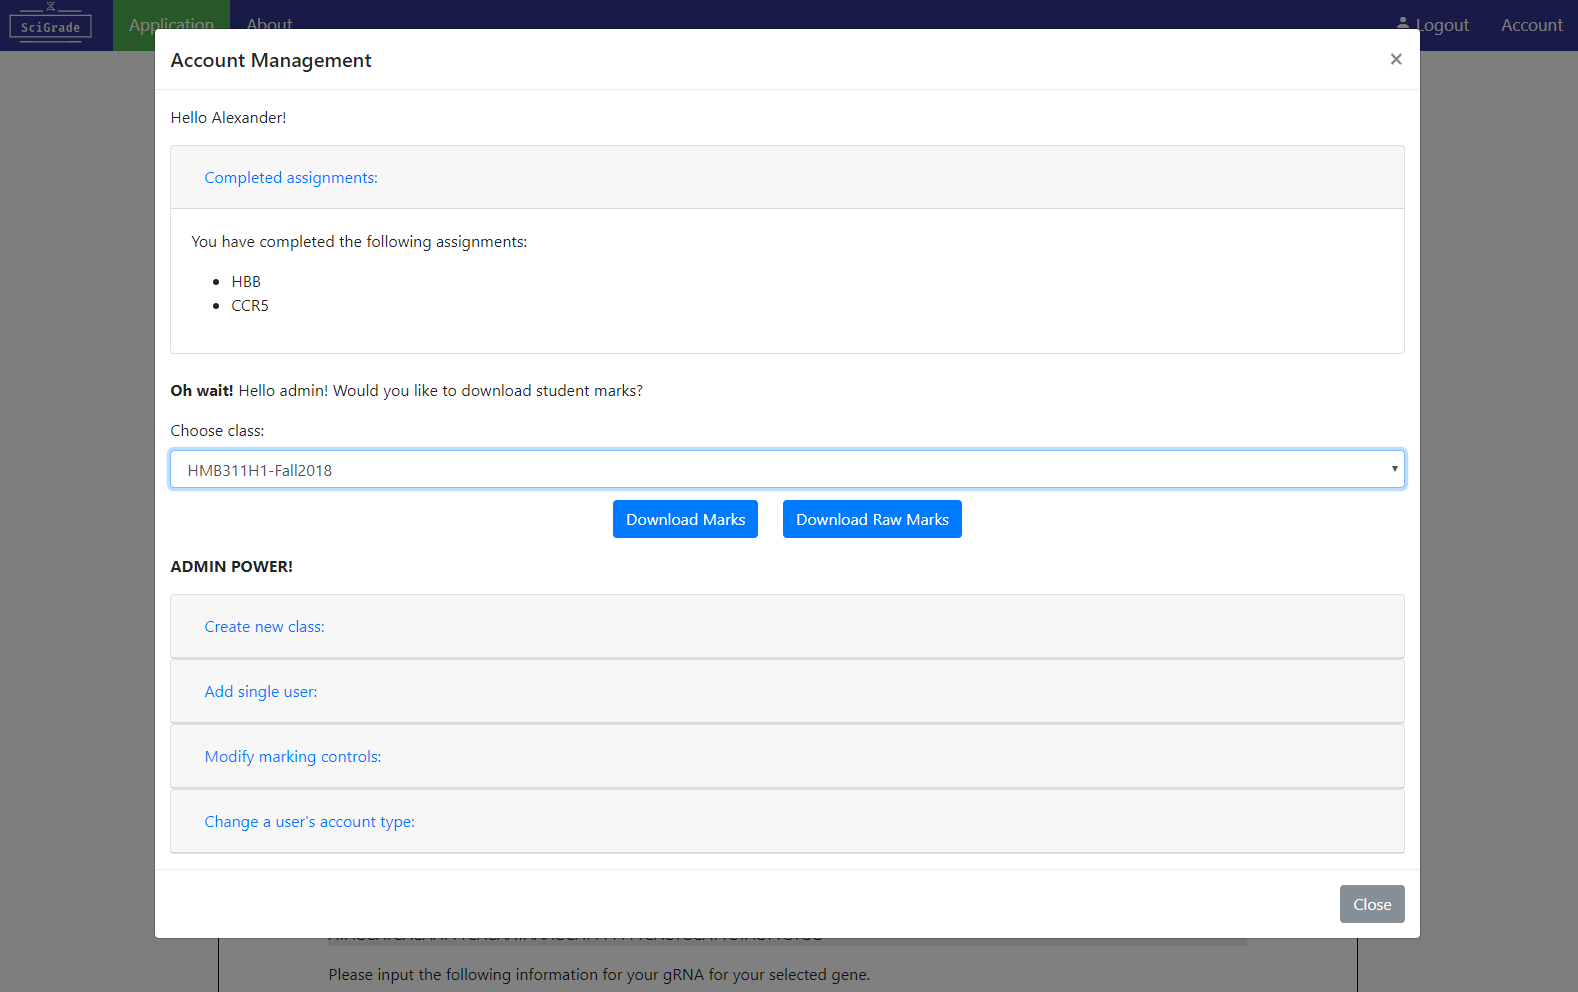 SciGrade
Application
About
Logout
Account
Account Management
×
Hello Alexander!
Completed assignments:
You have completed the following assignments:
• HBB
• CCR5
Oh wait! Hello admin! Would you like to download student marks?
Choose class:
HMB311H1-Fall2018
Download Marks
Download Raw Marks
ADMIN POWER!
Create new class:
Add single user:
Modify marking controls:
Change a user's account type:
Close
Please input the following information for your gRNA for your selected gene.